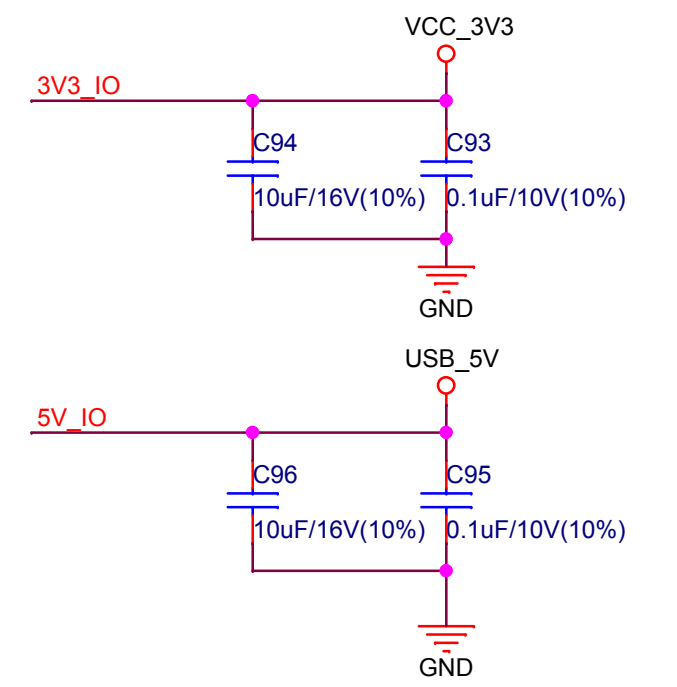 VCC_3V3
3V3_IO
C94
C93
10uF/16V(10%)
0.1uF/10V(10%)
GND
USB_5V
5V_IO
C96
C95
10uF/16V(10%)
0.1uF/10V(10%)
GND